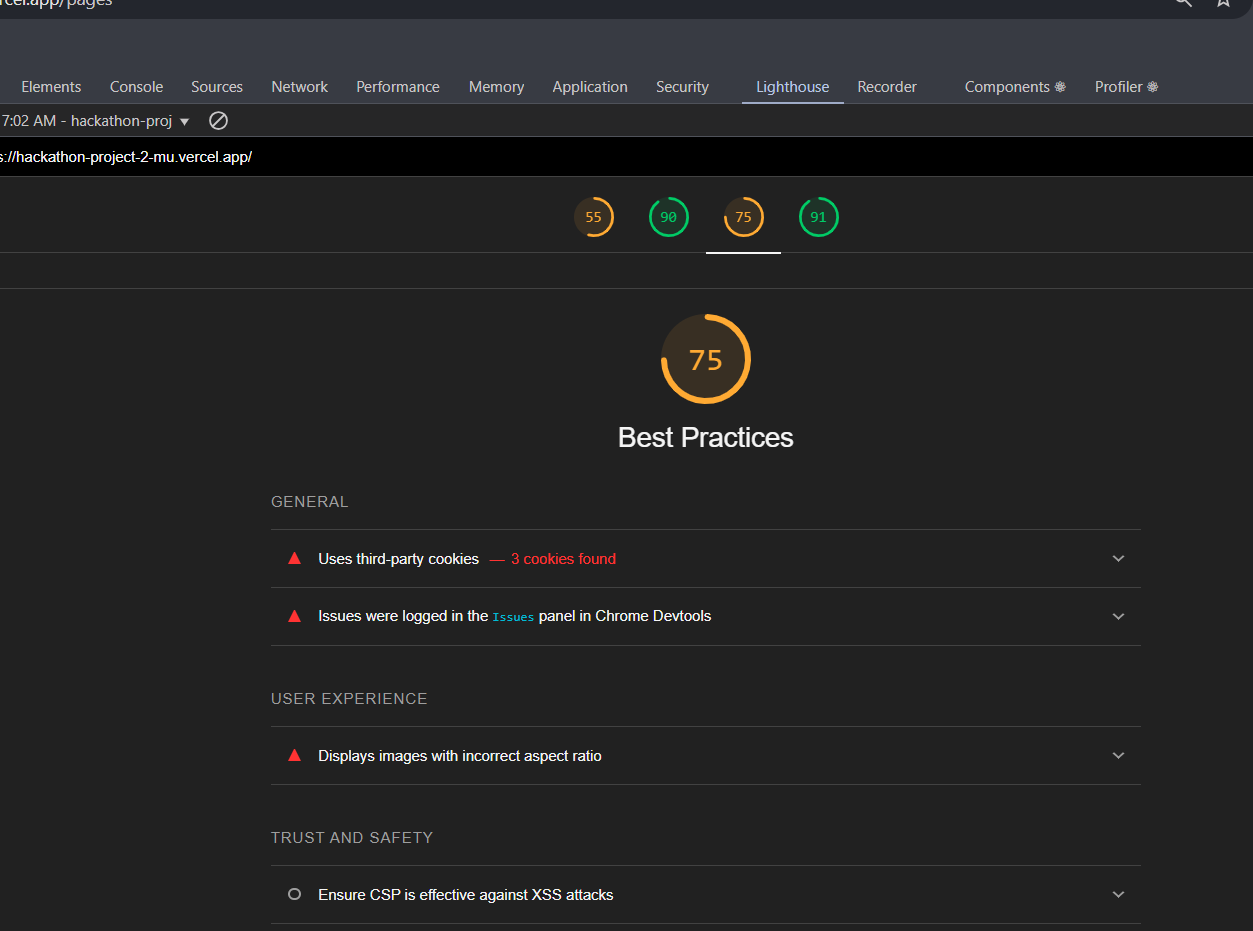 rcel.app/pages
Elements Console Sources Network Performance Memory Application Security Lighthouse Recorder Components Profiler
7:02 AM - hackathon-proj
s://hackathon-project-2-mu.vercel.app/
55 90 75 91
75
Best Practices
GENERAL
Uses third-party cookies — 3 cookies found
Issues were logged in the Issues panel in Chrome Devtools
USER EXPERIENCE
Displays images with incorrect aspect ratio
TRUST AND SAFETY
Ensure CSP is effective against XSS attacks